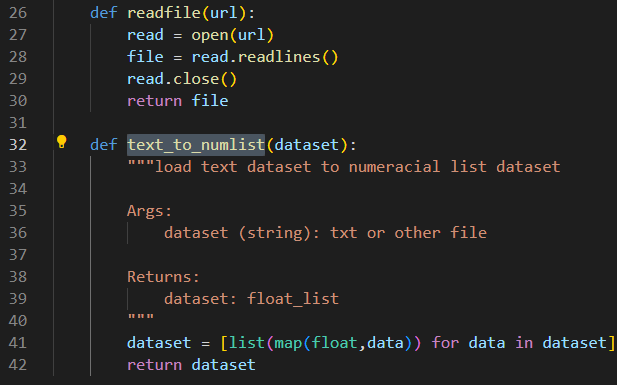 26 def readfile(url):
27 read = open(url)
28 file = read.readlines()
29 read.close()
30 return file
31
32 def text_to_numlist(dataset):
33 """load text dataset to numeracial list dataset
34
35 Args:
36 dataset (string): txt or other file
37
38 Returns:
39 dataset: float_list
40 """
41 dataset = [list(map(float,data)) for data in dataset]
42 return dataset